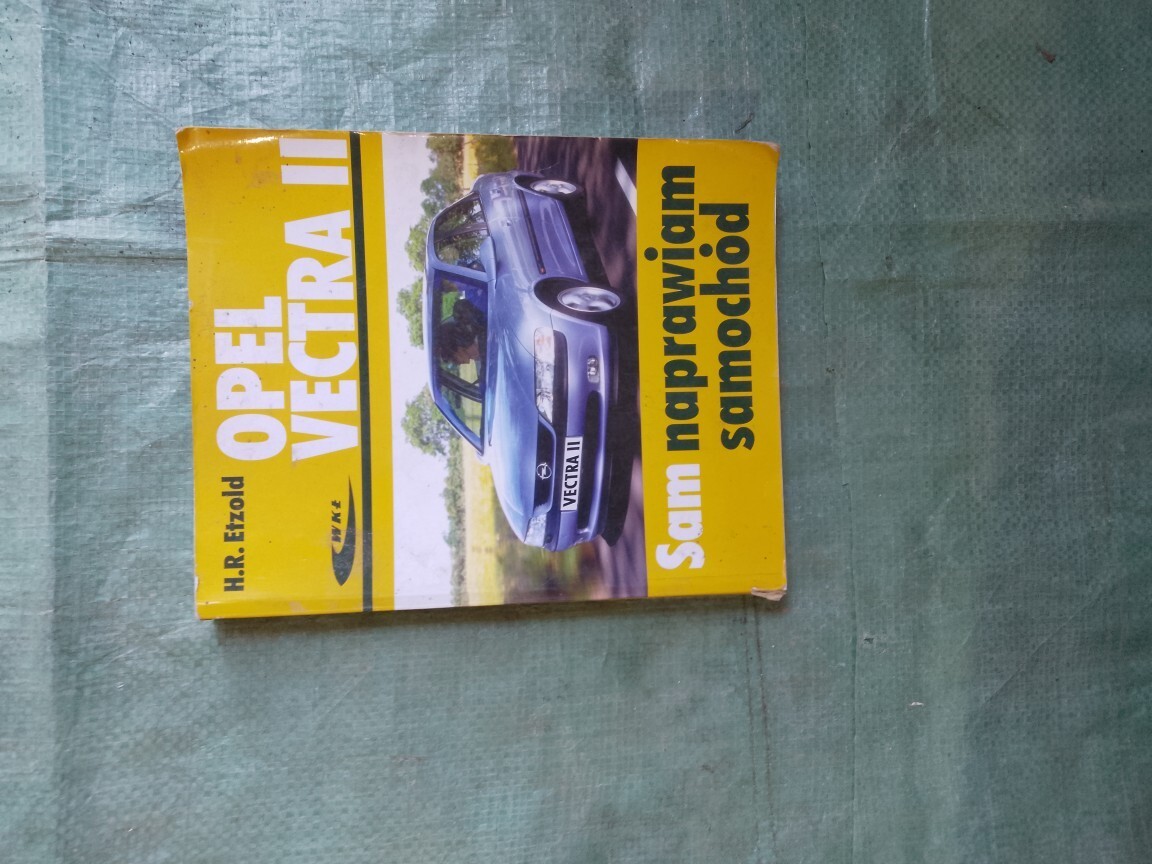 H.R. Etzold
OPEL
VECTRA II
WKŁ
VECTRA II
Sam naprawiam
samochód